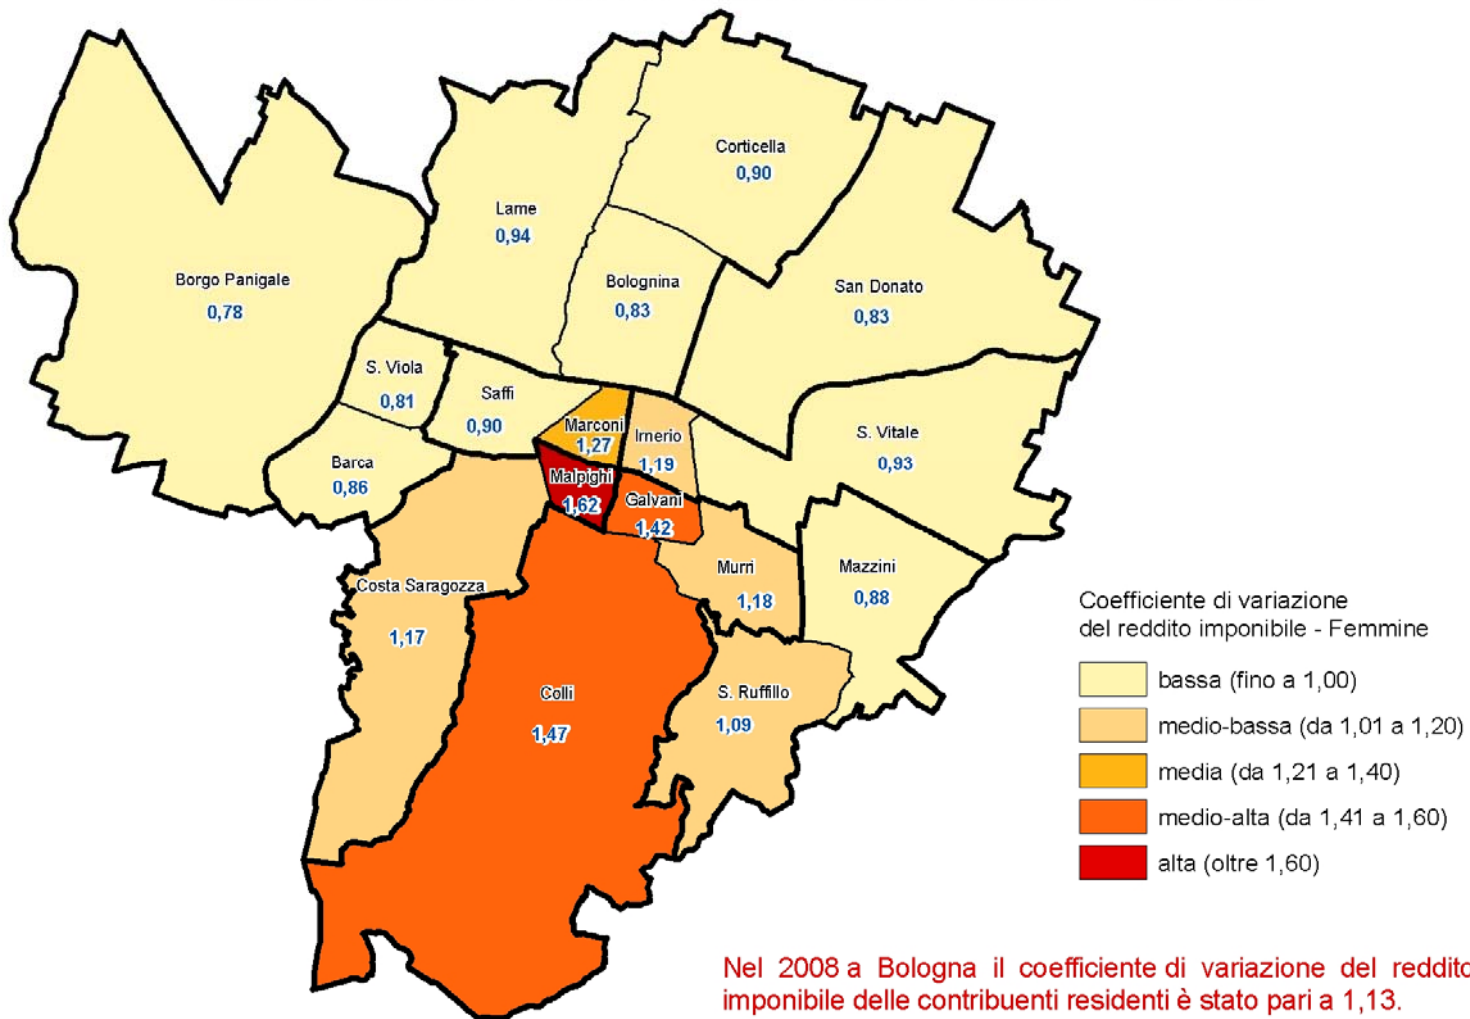 Corticella
0,90
Lame
0,94
Borgo Panigale
0,78
Bolognina
0,83
San Donato
0,83
S. Viola
0,81
Saffi
0,90
Marconi
1,27
Irnerio
1,19
S. Vitale
0,93
Barca
0,86
Malpighi
1,62
Galvani
1,42
Murri
1,18
Mazzini
0,88
Costa Saragozza
1,17
Colli
1,47
S. Ruffillo
1,09
Coefficiente di variazione
del reddito imponibile - Femmine
bassa (fino a 1,00)
medio-bassa (da 1,01 a 1,20)
media (da 1,21 a 1,40)
medio-alta (da 1,41 a 1,60)
alta (oltre 1,60)
Nel 2008 a Bologna il coefficiente di variazione del reddito
imponibile delle contribuenti residenti è stato pari a 1,13.